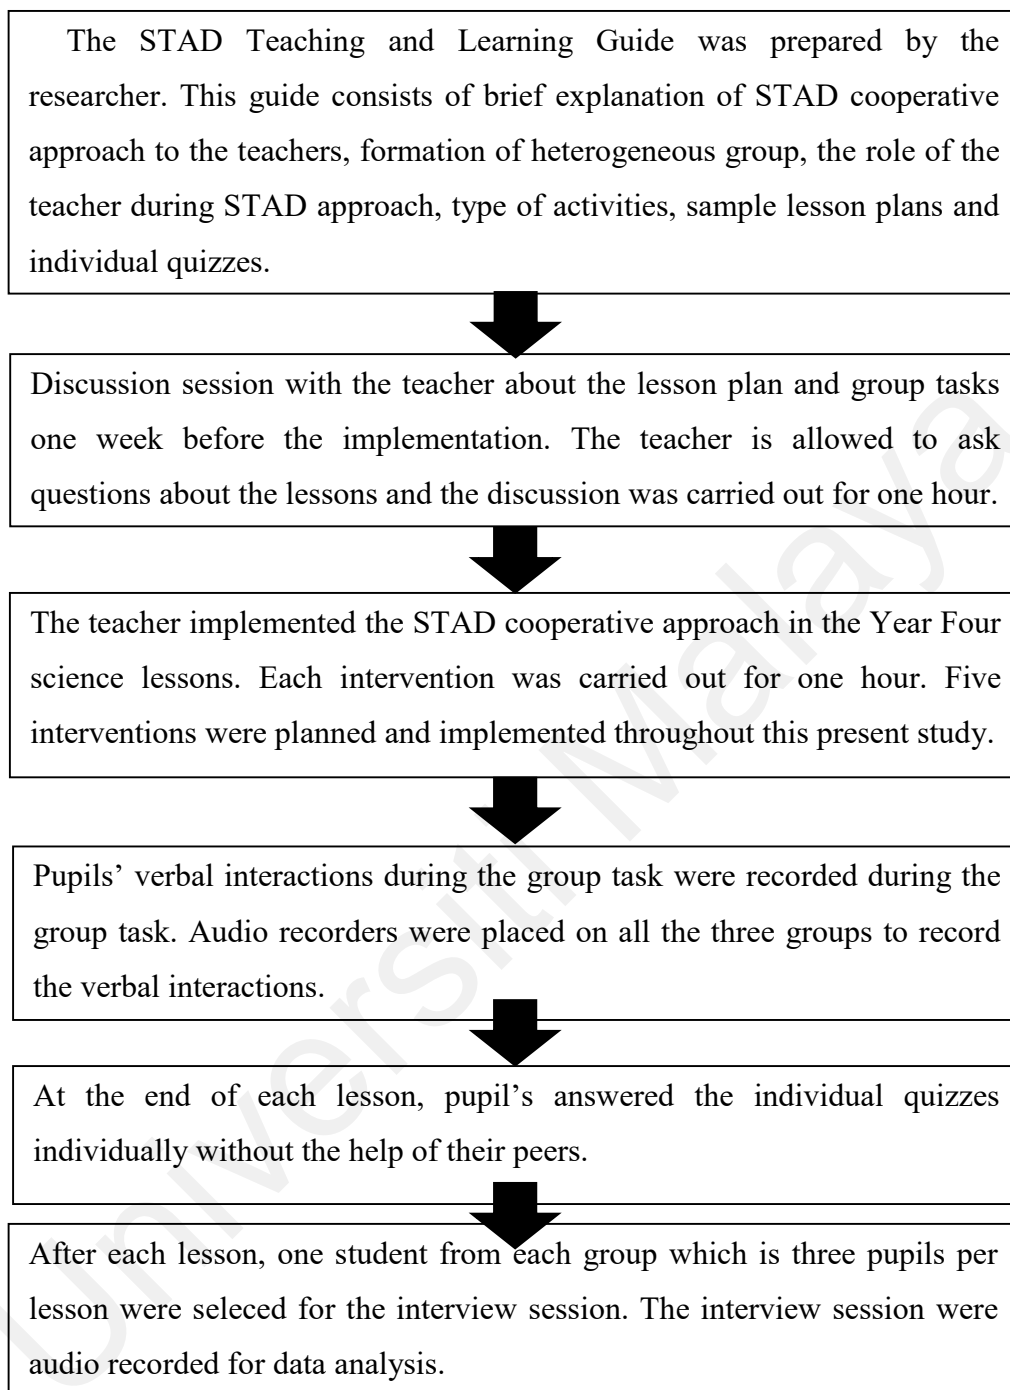 The STAD Teaching and Learning Guide was prepared by the
researcher. This guide consists of brief explanation of STAD cooperative
approach to the teachers, formation of heterogeneous group, the role of the
teacher during STAD approach, type of activities, sample lesson plans and
individual quizzes.
Discussion session with the teacher about the lesson plan and group tasks
one week before the implementation. The teacher is allowed to ask
questions about the lessons and the discussion was carried out for one hour.
The teacher implemented the STAD cooperative approach in the Year Four
science lessons. Each intervention was carried out for one hour. Five
interventions were planned and implemented throughout this present study.
Pupils’ verbal interactions during the group task were recorded during the
group task. Audio recorders were placed on all the three groups to record
the verbal interactions.
At the end of each lesson, pupil’s answered the individual quizzes
individually without the help of their peers.
After each lesson, one student from each group which is three pupils per
lesson were seleced for the interview session. The interview session were
audio recorded for data analysis.
Universiti Malaya